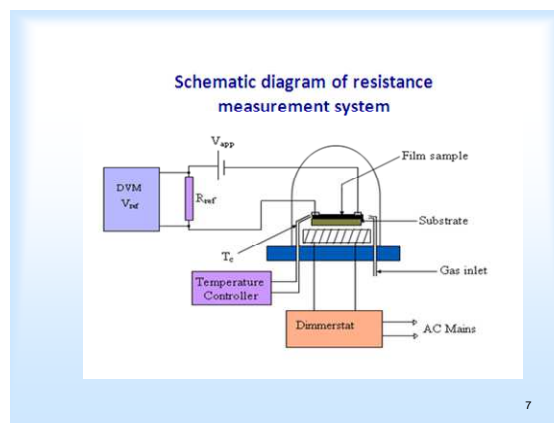 Schematic diagram of resistance
measurement system
Vapp
Film sample
DVM
Vref
Rref
Substrate
Tc
Gas inlet
Temperature
Controller
Dimmerstat
AC Mains
7